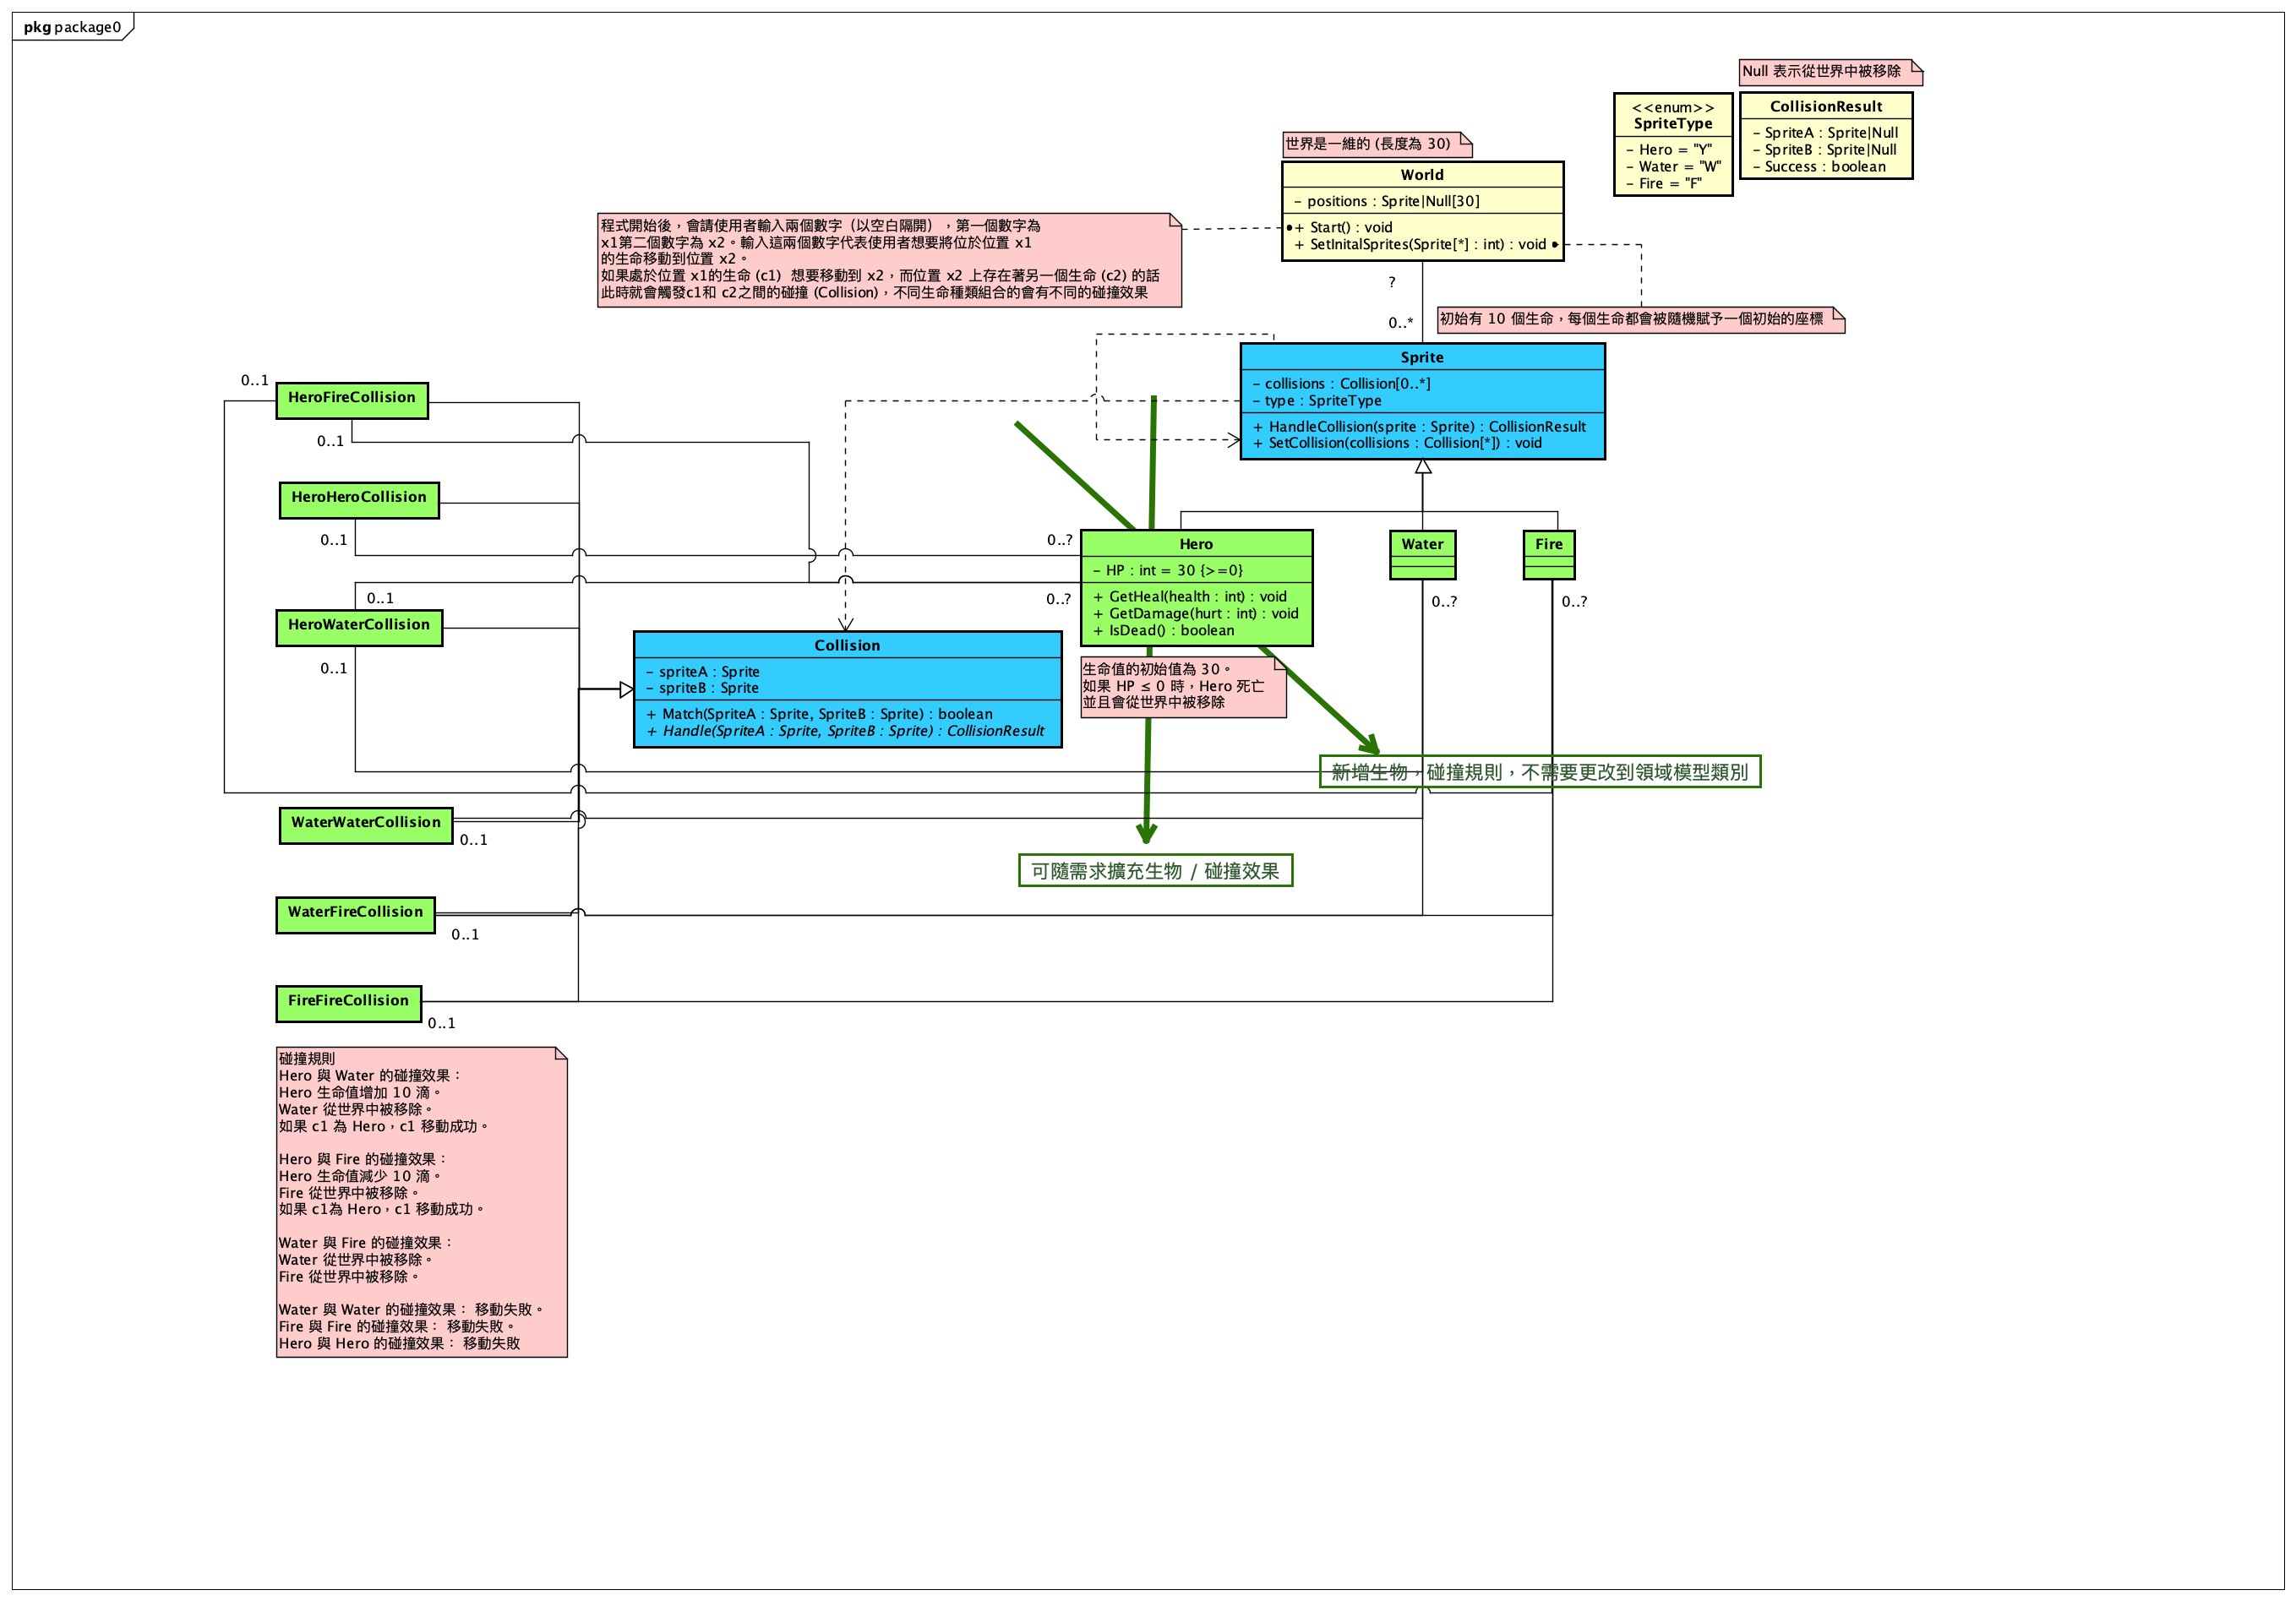 pkg package0
Null 表示從世界中被移除
<<enum>>
SpriteType
- Hero = "Y"
- Water = "W"
- Fire = "F"
CollisionResult
- SpriteA : Sprite|Null
- SpriteB : Sprite|Null
- Success : boolean
世界是一維的 (長度為 30)
World
- positions : Sprite|Null[30]
+ Start() : void
+ SetInitalSprites(Sprite[*] : int) : void
程式開始後，會請使用者輸入兩個數字（以空白隔開），第一個數字為
x1第二個數字為 x2。輸入這兩個數字代表使用者想要將位於位置 x1
的生命移動到位置 x2。
如果處於位置 x1的生命 (c1) 想要移動到 x2，而位置 x2 上存在著另一個生命 (c2) 的話
此時就會觸發c1和 c2之間的碰撞 (Collision)，不同生命種類組合的會有不同的碰撞效果
?
0..*
初始有 10 個生命，每個生命都會被隨機賦予一個初始的座標
Sprite
- collisions : Collision[0..*]
- type : SpriteType
+ HandleCollision(sprite : Sprite) : CollisionResult
+ SetCollision(collisions : Collision[*]) : void
0..1
HeroFireCollision
0..1
HeroHeroCollision
0..1
0..?
Hero
- HP : int = 30 {>=0}
+ GetHeal(health : int) : void
+ GetDamage(hurt : int) : void
+ IsDead() : boolean
Water
Fire
0..1
0..?
0..?
0..?
HeroWaterCollision
0..1
Collision
- spriteA : Sprite
- spriteB : Sprite
+ Match(SpriteA : Sprite, SpriteB : Sprite) : boolean
+ Handle(SpriteA : Sprite, SpriteB : Sprite) : CollisionResult
生命值的初始值為 30。
如果 HP ≤ 0 時，Hero 死亡
並且會從世界中被移除
新增生物，碰撞規則，不需要更改到領域模型類別
WaterWaterCollision
0..1
可隨需求擴充生物 / 碰撞效果
WaterFireCollision
0..1
FireFireCollision
0..1
碰撞規則
Hero 與 Water 的碰撞效果：
Hero 生命值增加 10 滴。
Water 從世界中被移除。
如果 c1 為 Hero，c1 移動成功。
Hero 與 Fire 的碰撞效果：
Hero 生命值減少 10 滴。
Fire 從世界中被移除。
如果 c1為 Hero，c1 移動成功。
Water 與 Fire 的碰撞效果：
Water 從世界中被移除。
Fire 從世界中被移除。
Water 與 Water 的碰撞效果： 移動失敗。
Fire 與 Fire 的碰撞效果： 移動失敗。
Hero 與 Hero 的碰撞效果： 移動失敗